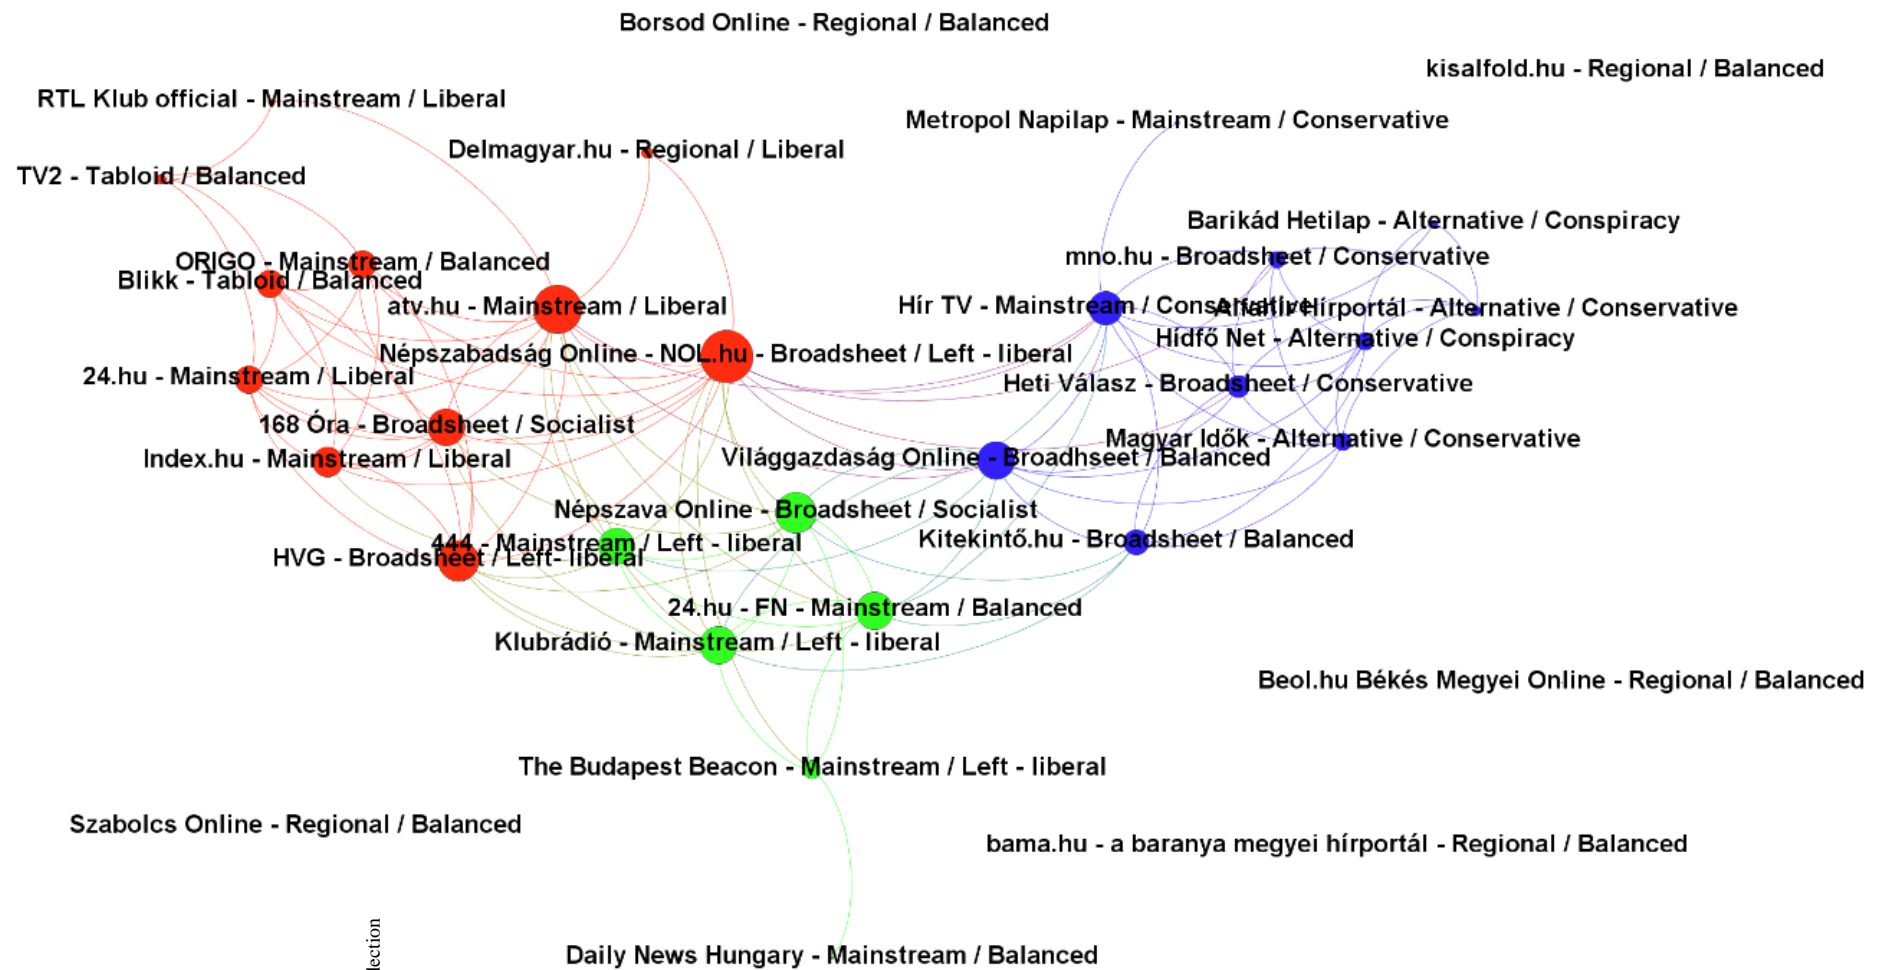 Borsod Online - Regional / Balanced
kisalfold.hu - Regional / Balanced
RTL Klub official - Mainstream / Liberal
Metropol Napilap - Mainstream / Conservative
Delmagyar.hu - Regional / Liberal
TV2 - Tabloid / Balanced
Barikád Hetilap - Alternative / Conspiracy
mno.hu - Broadsheet / Conservative
ORIGO - Mainstream / Balanced
Blikk - Tabloid / Balanced
atv.hu - Mainstream / Liberal
Hír TV - Mainstream / Conservative
Alfahír Hírportál - Alternative / Conservative
Hídfő Net - Alternative / Conspiracy
Népszabadság Online - NOL.hu - Broadsheet / Left - liberal
24.hu - Mainstream / Liberal
Heti Válasz - Broadsheet / Conservative
168 Óra - Broadsheet / Socialist
Magyar Idők - Alternative / Conservative
Index.hu - Mainstream / Liberal
Világgazdaság Online - Broadhseet / Balanced
Népszava Online - Broadsheet / Socialist
444 - Mainstream / Left - liberal
Kitekintő.hu - Broadsheet / Balanced
HVG - Broadsheet / Left- liberal
24.hu - FN - Mainstream / Balanced
Klubrádió - Mainstream / Left - liberal
Beol.hu Békés Megyei Online - Regional / Balanced
The Budapest Beacon - Mainstream / Left - liberal
Szabolcs Online - Regional / Balanced
bama.hu - a baranya megyei hírportál - Regional / Balanced
lection
Daily News Hungary - Mainstream / Balanced